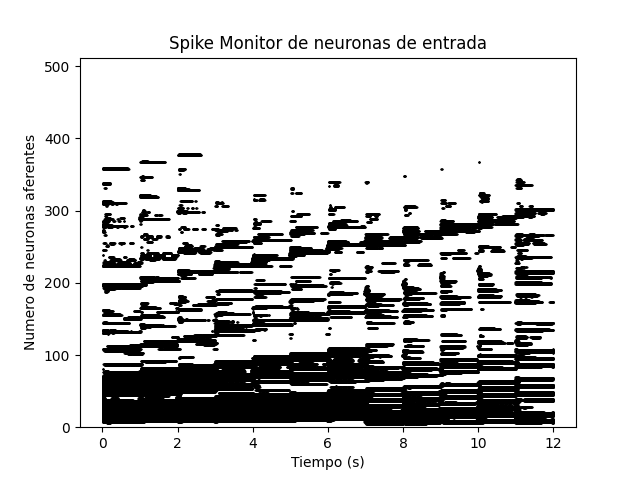 Spike Monitor de neuronas de entrada
Numero de neuronas aferentes
500
400
300
200
100
0
0 2 4 6 8 10 12
Tiempo (s)